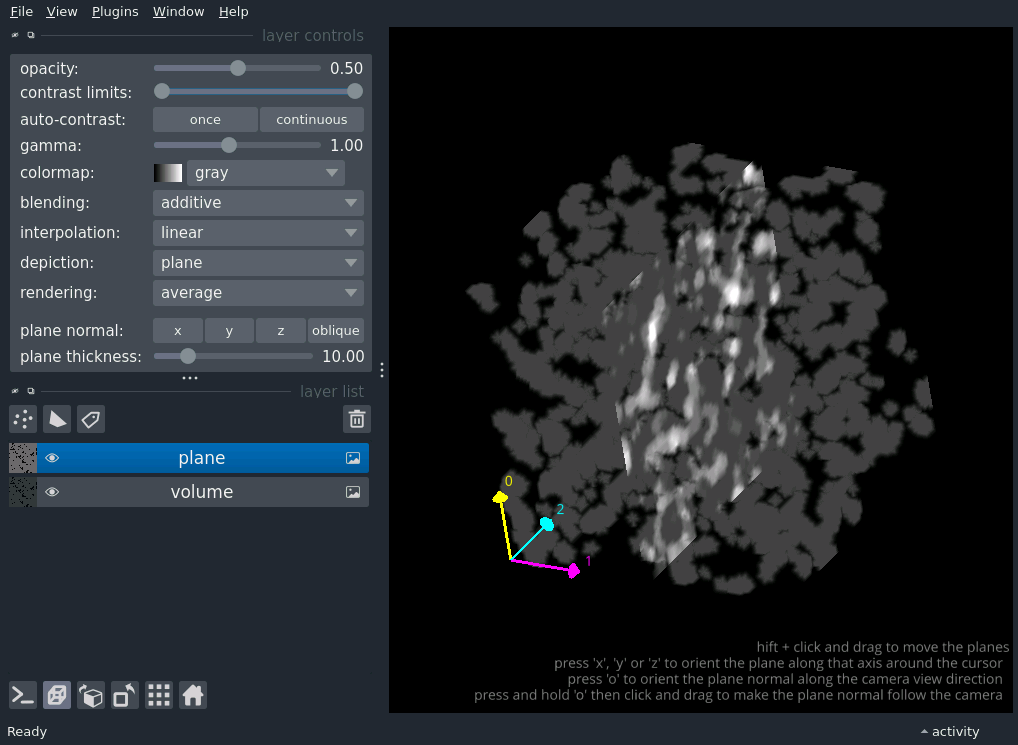 File View Plugins Window Help
layer controls
opacity: 0.50
contrast limits:
auto-contrast: once continuous
gamma: 1.00
colormap: gray
blending: additive
interpolation: linear
depiction: plane
rendering: average
plane normal: x y z oblique
plane thickness: 10.00
layer list
plane
volume
0
2
1
hift + click and drag to move the planes
press 'x', 'y' or 'z' to orient the plane along that axis around the cursor
press 'o' to orient the plane normal along the camera view direction
press and hold 'o' then click and drag to make the plane normal follow the camera
Ready activity